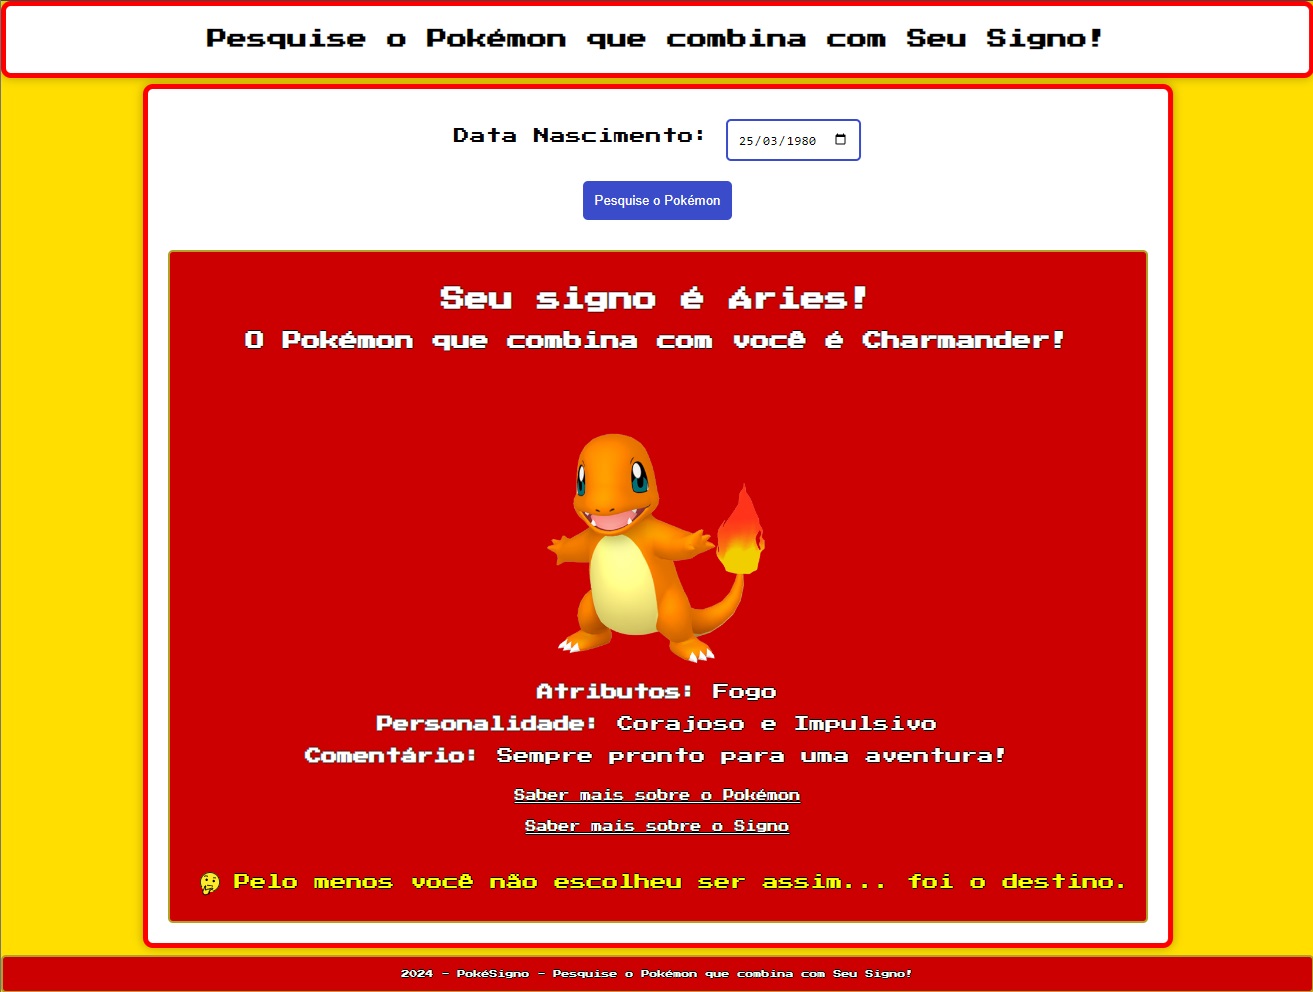 Pesquise o Pokémon que combina com Seu Signo!
Data Nascimento: 25/03/1980
Pesquise o Pokémon
Seu signo é Áries!
O Pokémon que combina com você é Charmander!
Atributos: Fogo
Personalidade: Corajoso e Impulsivo
Comentário: Sempre pronto para uma aventura!
Saber mais sobre o Pokémon
Saber mais sobre o Signo
🤔 Pelo menos você não escolheu ser assim... foi o destino.
2024 - PokéSigno - Pesquise o Pokémon que combina com Seu Signo!